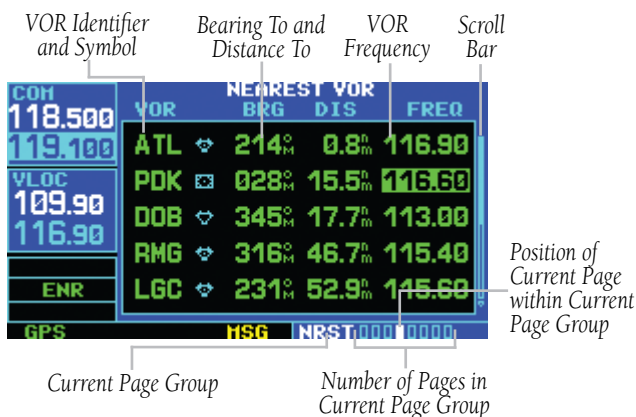 VOR Identifier
and Symbol
Bearing To and
Distance To
VOR
Frequency
Scroll
Bar
COM
118.500
119.100
VLOC
109.90
116.90
ENR
GPS
NEAREST VOR
VOR BRG DIS FREQ
ATL 214°M 0.8nm 116.90
PDK 028°M 15.5nm 116.60
DOB 345°M 17.7nm 113.00
RMG 316°M 46.7nm 115.40
LGC 231°M 52.9nm 115.60
MSG NRST
Position of
Current Page
within Current
Page Group
Current Page Group
Number of Pages in
Current Page Group